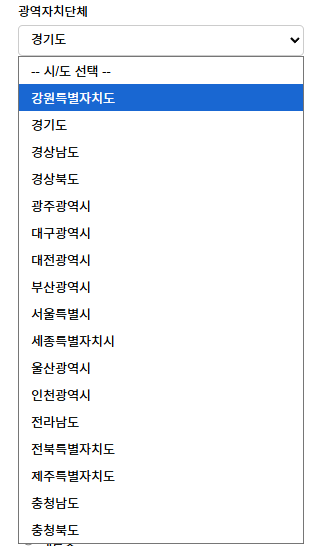 광역자치단체
경기도
-- 시/도 선택 --
강원특별자치도
경기도
경상남도
경상북도
광주광역시
대구광역시
대전광역시
부산광역시
서울특별시
세종특별자치시
울산광역시
인천광역시
전라남도
전북특별자치도
제주특별자치도
충청남도
충청북도